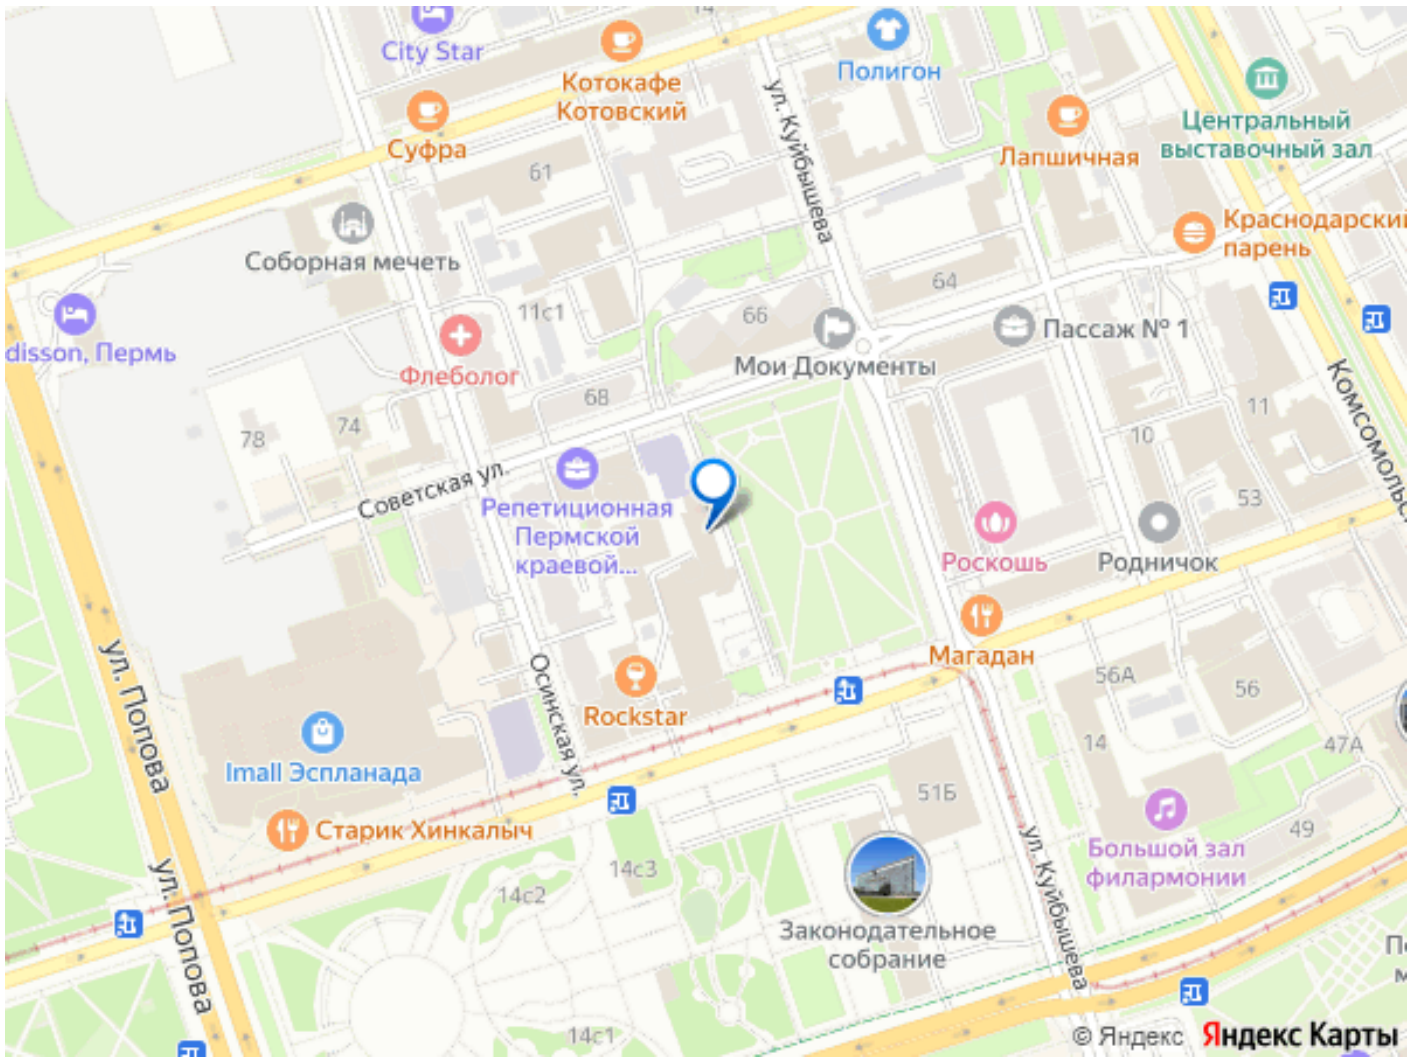 14
City Star
Котокафе
Котовский
Полигон
ул. Куйбышева
Центральный
выставочный зал
Суфра
Лапшичная
61
Соборная мечеть
Краснодарский
парень
64
11с1
66
disson, Пермь
Пассаж № 1
Флеболог
Мои Документы
68
Комсомольс
11
74
78
10
Советская ул.
Репетиционная
Пермской
краевой...
53
Роскошь
Родничок
Магадан
ул. Попова
Осинская ул.
56А
56
Rockstar
14
47А
Imall Эспланада
51Б
Старик Хинкалыч
49
Большой зал
филармонии
ул. Куйбышева
ул. Попова
14с3
14с2
Законодательное
собрание
14с1
© Яндекс Яндекс Карты